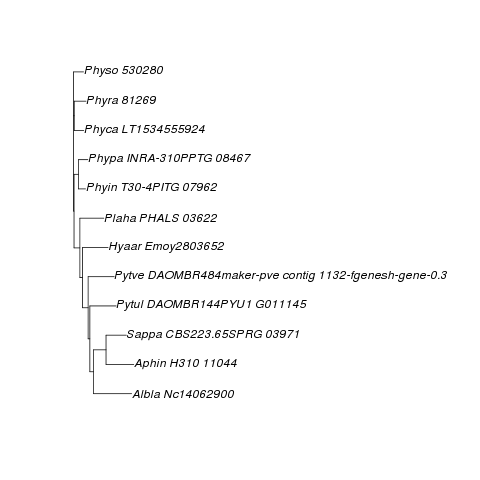 Physo 530280
Phyra 81269
Phyca LT1534555924
Phypa INRA-310PPTG 08467
Phyin T30-4PITG 07962
Plaha PHALS 03622
Hyaar Emoy2803652
Pytve DAOMBR484maker-pve contig 1132-fgenesh-gene-0.3
Pytul DAOMBR144PYU1 G011145
Sappa CBS223.65SPRG 03971
Aphin H310 11044
Albla Nc14062900